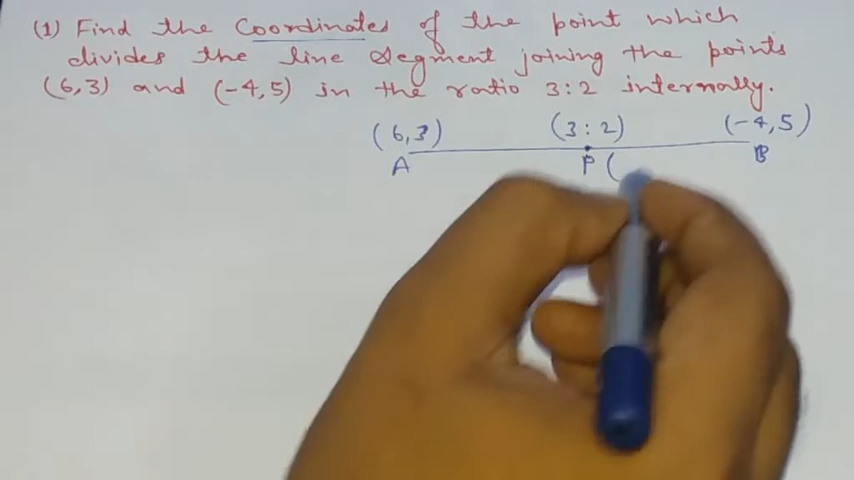 (1) Find the Coordinates of the point which
divides the line segment joining the points
(6,3) and (-4,5) in the ratio 3:2 internally.
(6,3) (3:2) (-4,5)
A P ( B